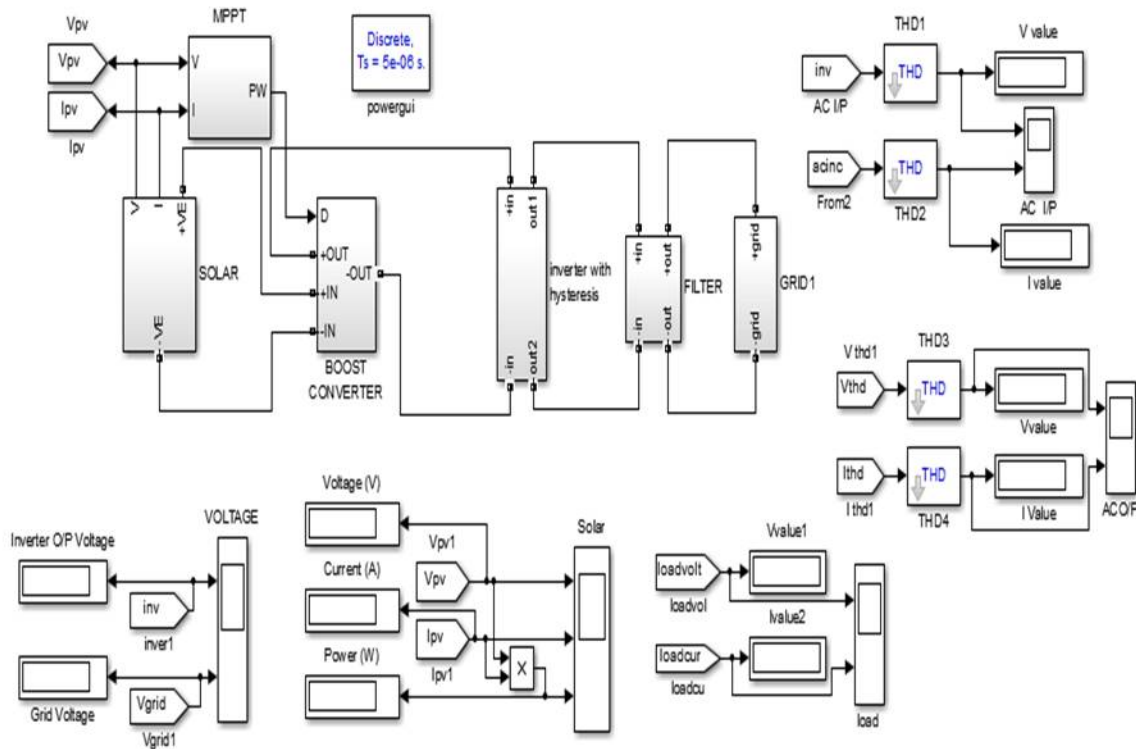 MPPT
Vpv
Vpv
V
Ipv
I
Ipv
PW
Discrete,
Ts = 5e-06 s.
powergui
V
I
+VE
-VE
SOLAR
D
+OUT
-OUT
+IN
-IN
BOOST
CONVERTER
+in
out1
-in
out2
inverter with
hysteresis
+in
+out
-in
-out
FILTER
+grid
-grid
GRID1
THD1
V value
inv
THD
AC I/P
acinc
THD
From2
THD2
AC I/P
I value
V thd1
THD3
Vthd
THD
Vvalue
Ithd
THD
I thd1
THD4
I Value
AC O/P
VOLTAGE
Inverter O/P Voltage
inv
inver1
Vgrid
Grid Voltage
Vgrid1
Voltage (V)
Solar
Vpv1
Current (A)
Vpv
Ipv
Power (W)
Ipv1
X
Vvalue1
loadvolt
loadvol
Ivalue2
loadcur
loadcu
load